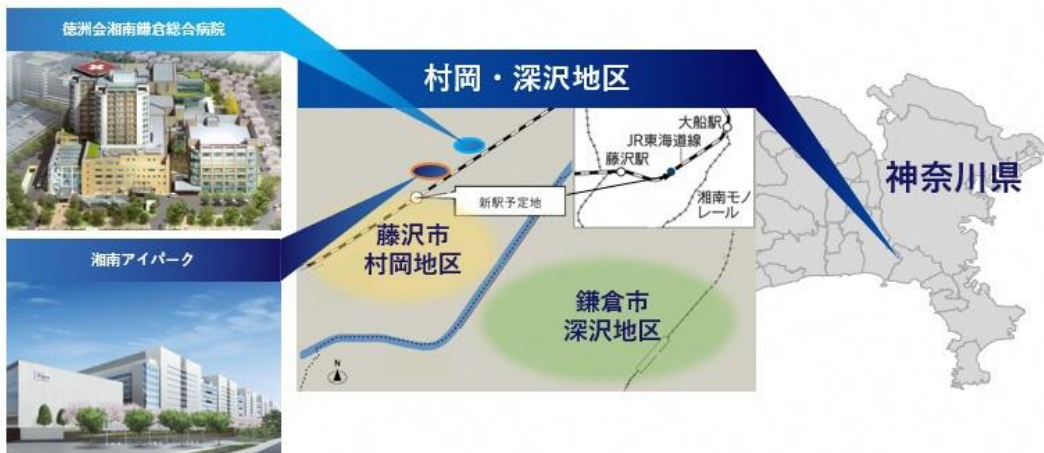 徳洲会湘南鎌倉総合病院
村岡・深沢地区
大船駅
JR東海道線
藤沢駅
湘南モノ
レール
新駅予定地
神奈川県
藤沢市
村岡地区
湘南アイパーク
鎌倉市
深沢地区
N